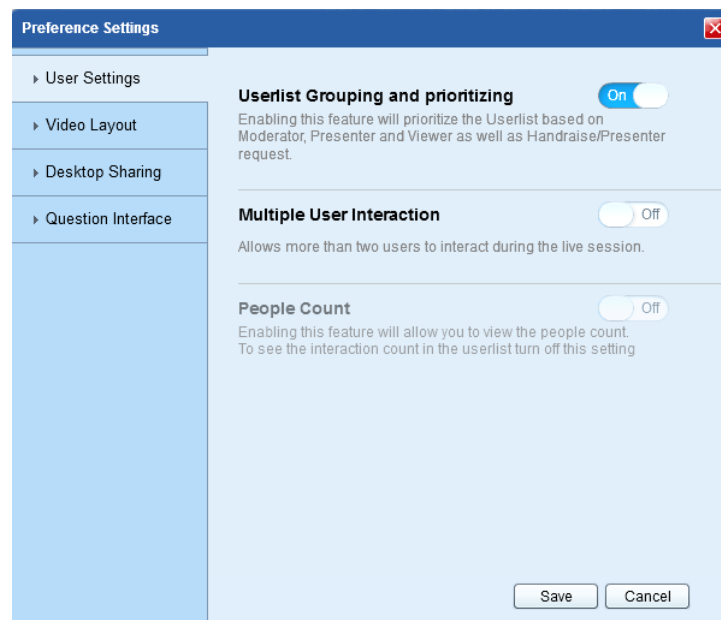 Preference Settings
User Settings
Video Layout
Desktop Sharing
Question Interface
Userlist Grouping and prioritizing
On
Enabling this feature will prioritize the Userlist based on
Moderator, Presenter and Viewer as well as Handraise/Presenter
request.
Multiple User Interaction
Off
Allows more than two users to interact during the live session.
People Count
Off
Enabling this feature will allow you to view the people count.
To see the interaction count in the userlist turn off this setting
Save
Cancel